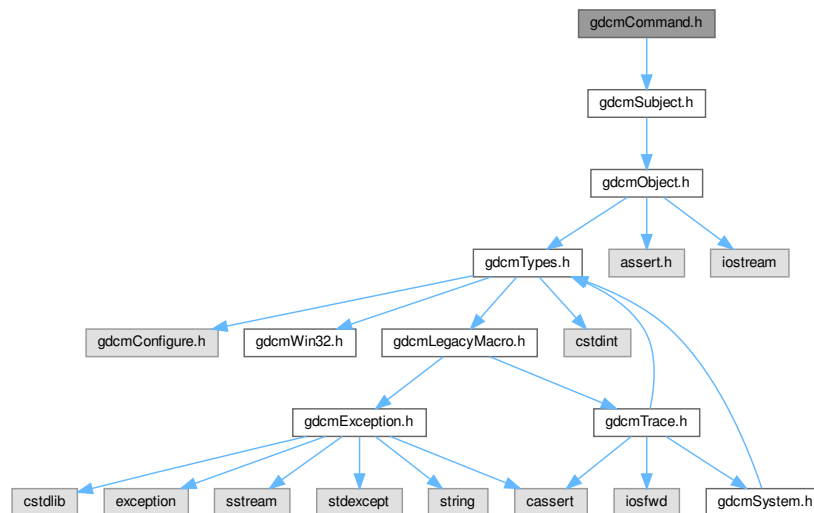 gdcmCommand.h
gdcmSubject.h
gdcmObject.h
gdcmTypes.h
assert.h
iostream
gdcmConfigure.h
gdcmWin32.h
gdcmLegacyMacro.h
cstdint
gdcmException.h
gdcmTrace.h
cstdlib
exception
sstream
stdexcept
string
cassert
iosfwd
gdcmSystem.h